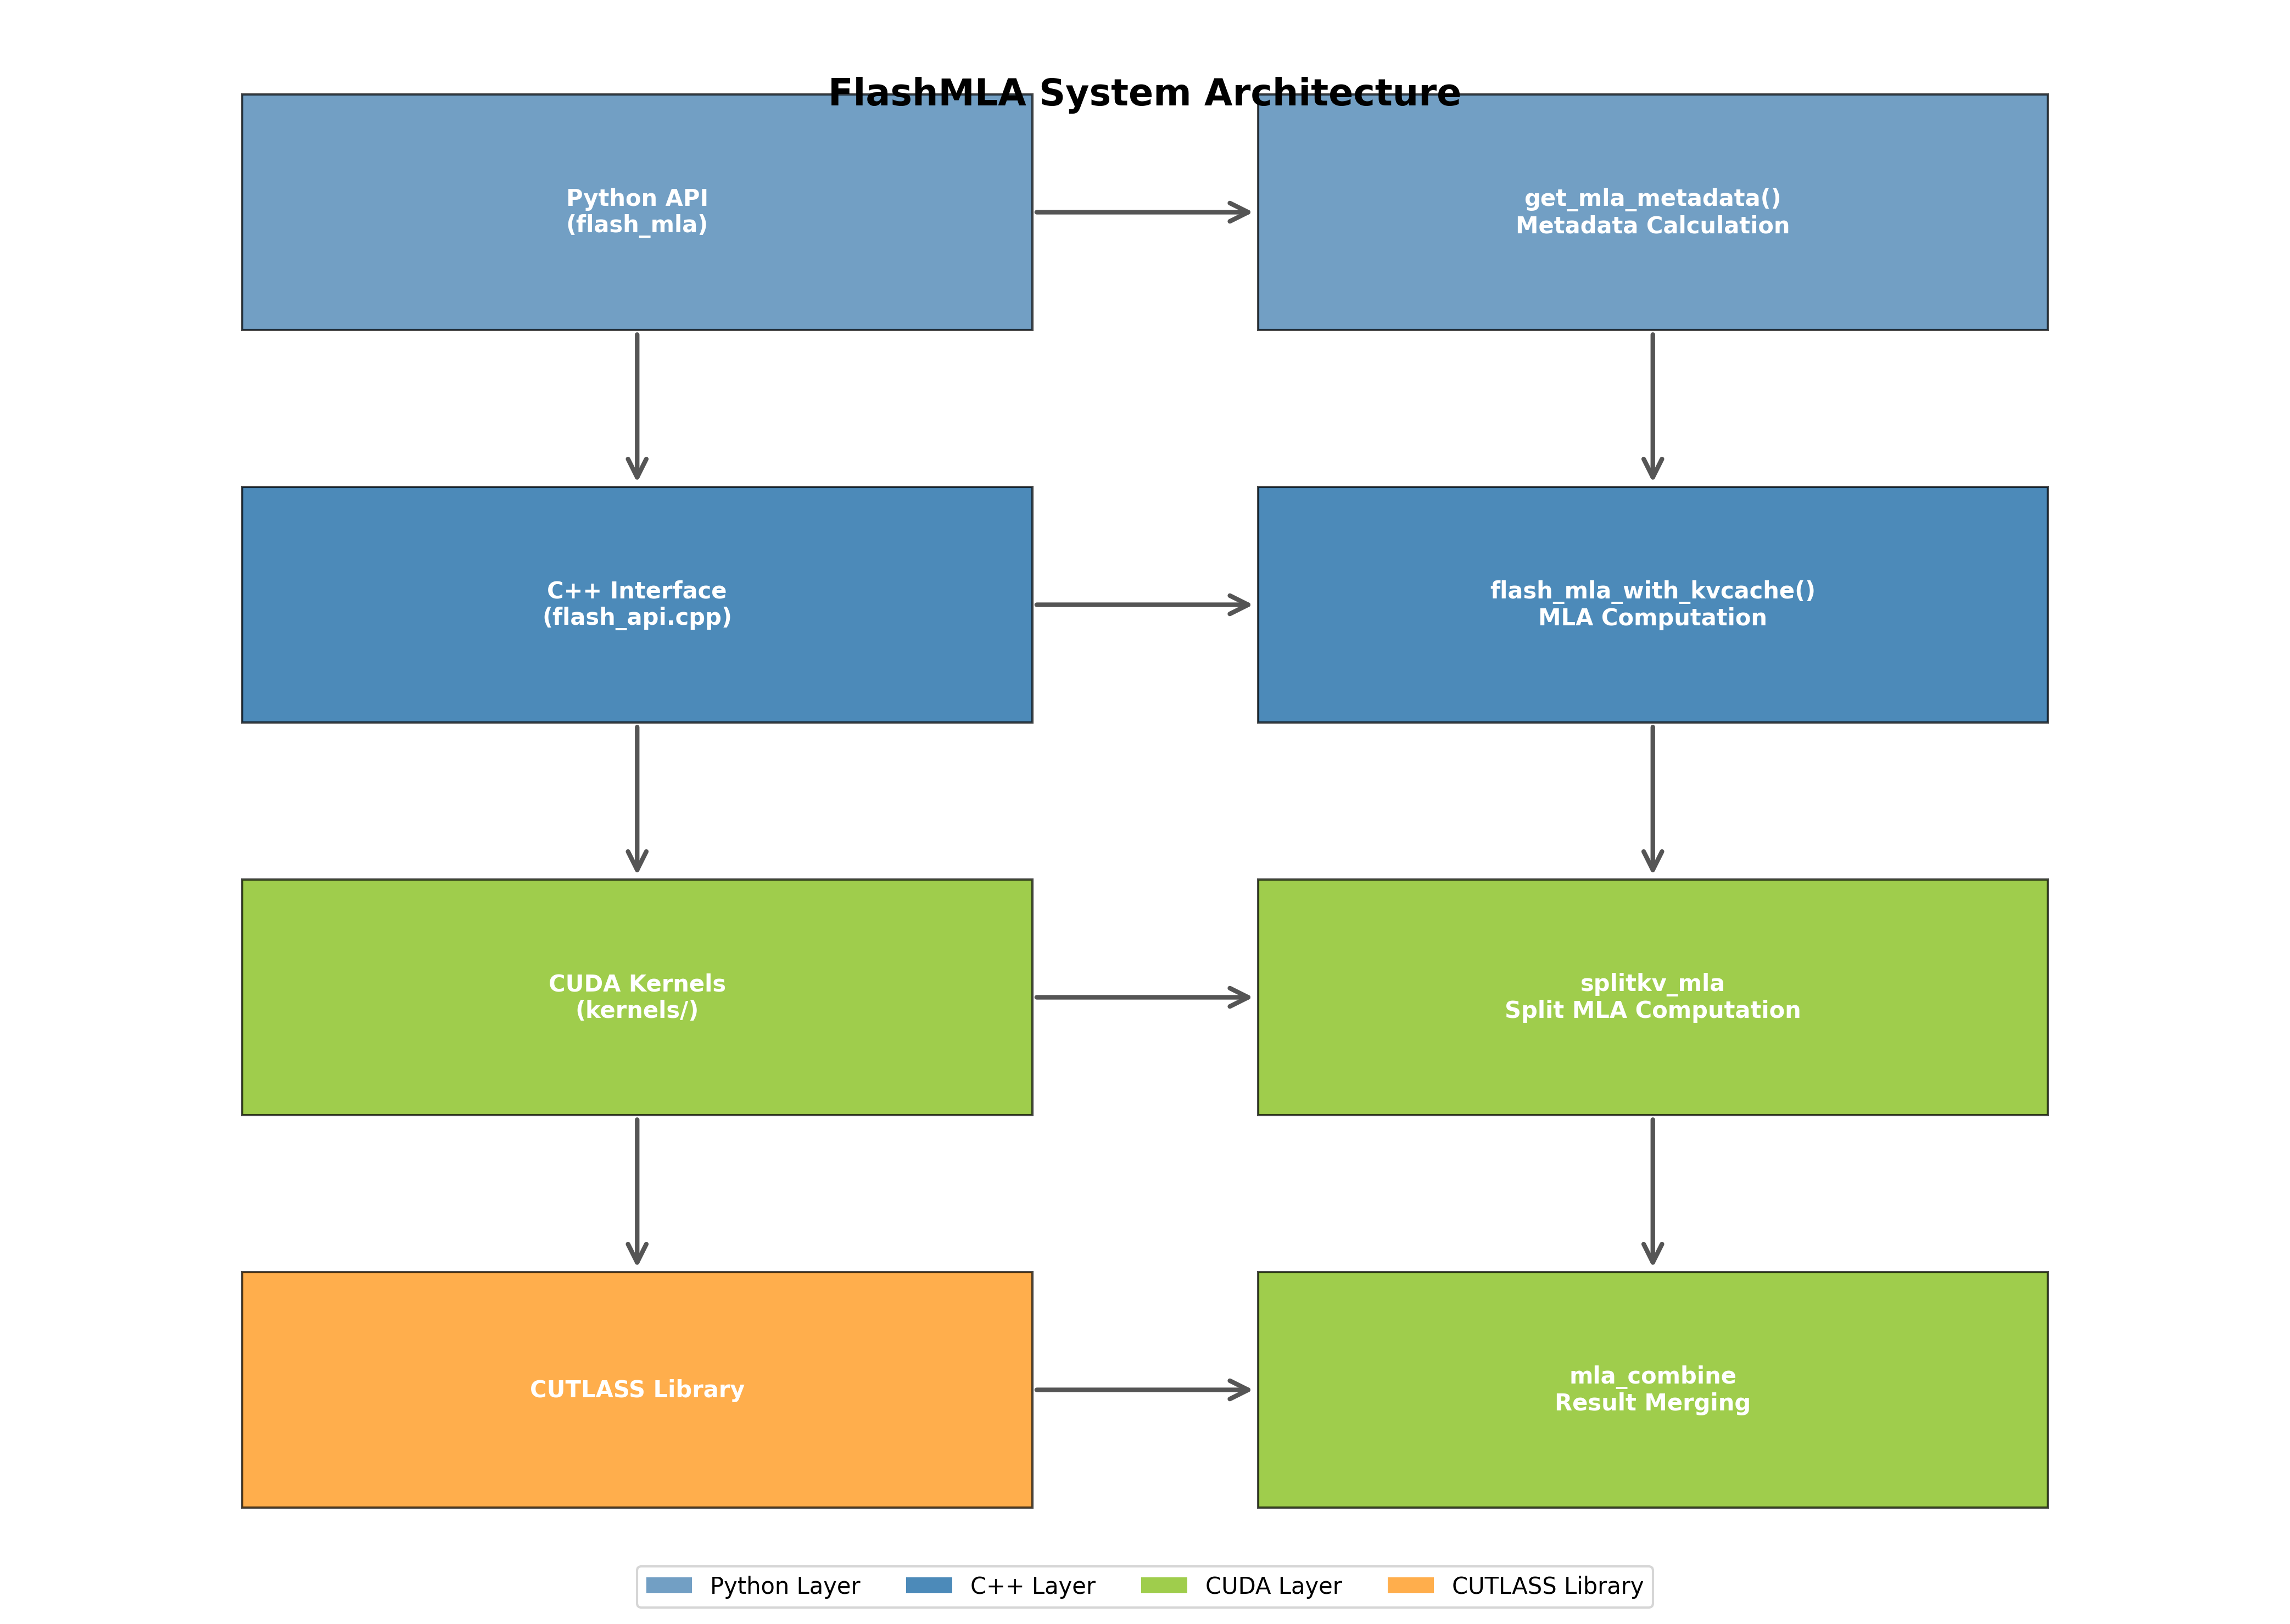 FlashMLA System Architecture
Python API
(flash_mla)
get_mla_metadata()
Metadata Calculation
C++ Interface
(flash_api.cpp)
flash_mla_with_kvcache()
MLA Computation
CUDA Kernels
(kernels/)
splitkv_mla
Split MLA Computation
CUTLASS Library
mla_combine
Result Merging
Python Layer
C++ Layer
CUDA Layer
CUTLASS Library